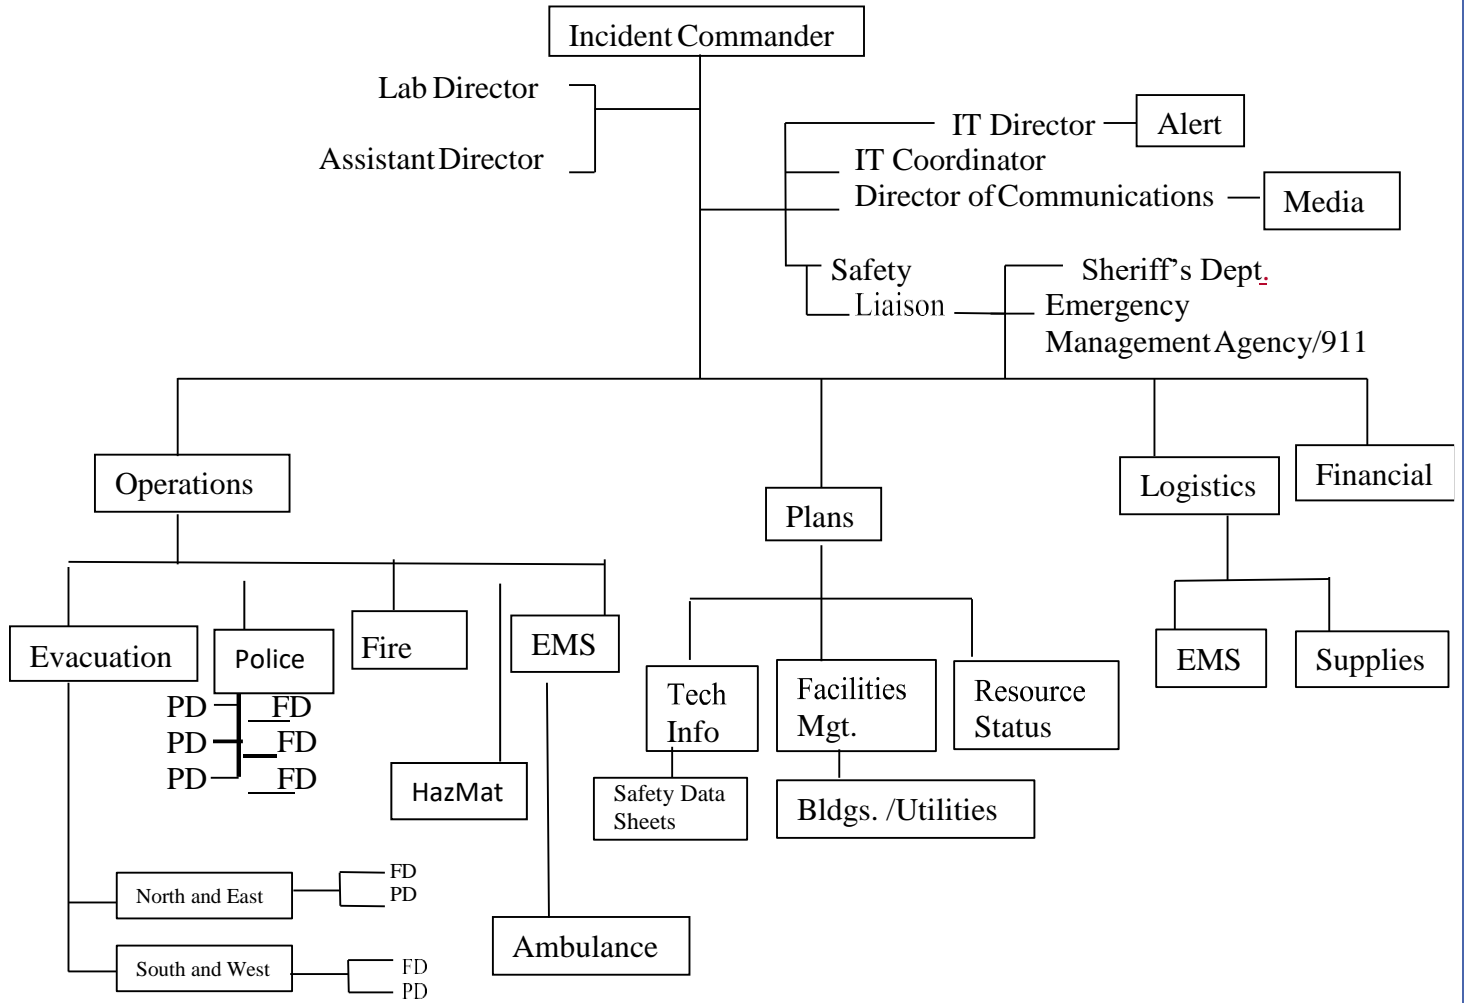 Incident Commander
Lab Director
IT Director
Alert
Assistant Director
IT Coordinator
Director of Communications
Media
Safety
Sheriff's Dept.
Liaison
Emergency
Management Agency/911
Operations
Plans
Logistics
Financial
Evacuation
Police
Fire
EMS
Tech
Info
Facilities
Mgt.
Resource
Status
EMS
Supplies
PD FD
PD FD
PD FD
HazMat
Safety Data
Sheets
Bldgs. /Utilities
North and East
FD
PD
Ambulance
South and West
FD
PD